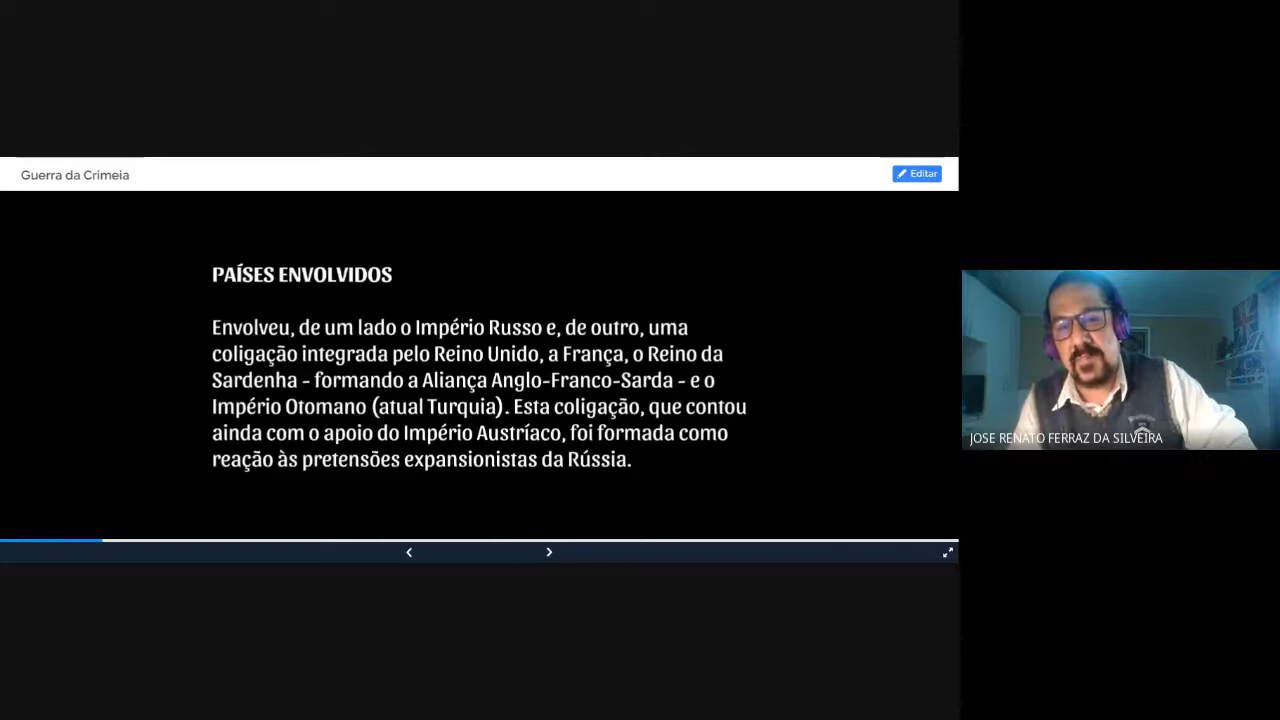 Guerra da Crimeia
Editar
PAÍSES ENVOLVIDOS
Envolveu, de um lado o Império Russo e, de outro, uma
coligação integrada pelo Reino Unido, a França, o Reino da
Sardenha - formando a Aliança Anglo-Franco-Sarda - e o
Império Otomano (atual Turquia). Esta coligação, que contou
ainda com o apoio do Império Austríaco, foi formada como
reação às pretensões expansionistas da Rússia.
JOSE RENATO FERRAZ DA SILVEIRA